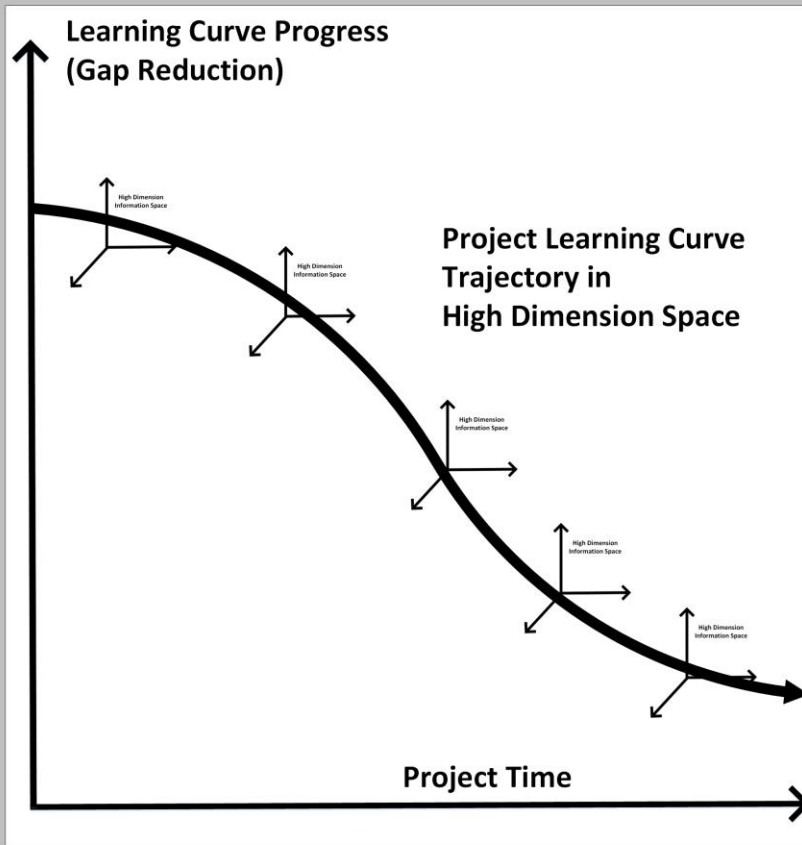 Learning Curve Progress
(Gap Reduction)
High Dimension
Information Space
High Dimension
Information Space
Project Learning Curve
Trajectory in
High Dimension Space
High Dimension
Information Space
High Dimension
Information Space
High Dimension
Information Space
Project Time